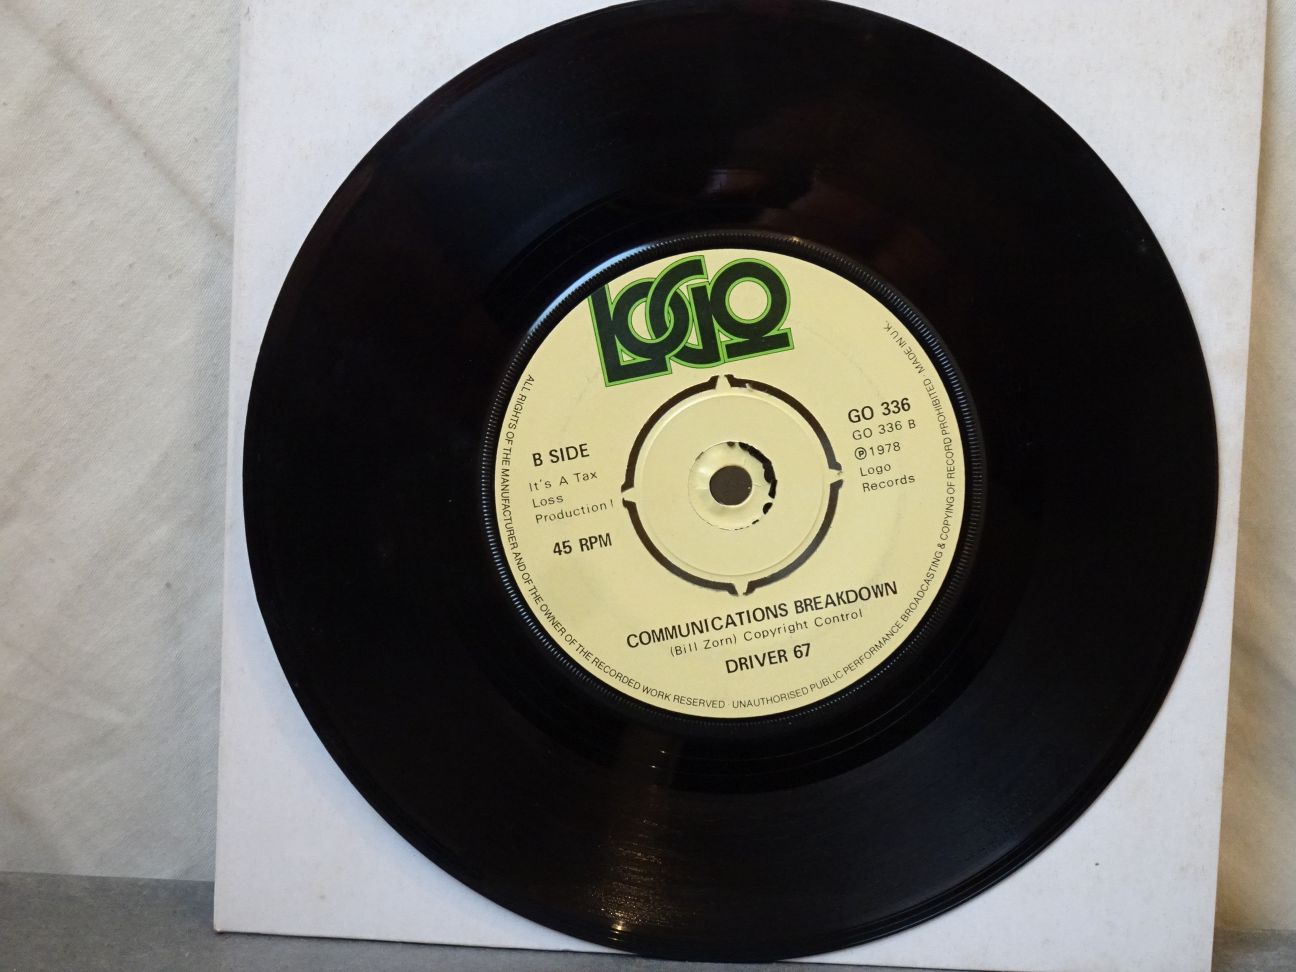 LOGO
B SIDE
It's A Tax
Loss
Production!
45 RPM
GO 336
GO 336 B
℗1978
Logo
Records
COMMUNICATIONS BREAKDOWN
(Bill Zorn) Copyright Control
DRIVER 67
ALL RIGHTS OF THE MANUFACTURER AND OF THE OWNER OF THE RECORDED WORK RESERVED · UNAUTHORISED PUBLIC PERFORMANCE BROADCASTING & COPYING OF RECORD PROHIBITED · MADE IN U.K.